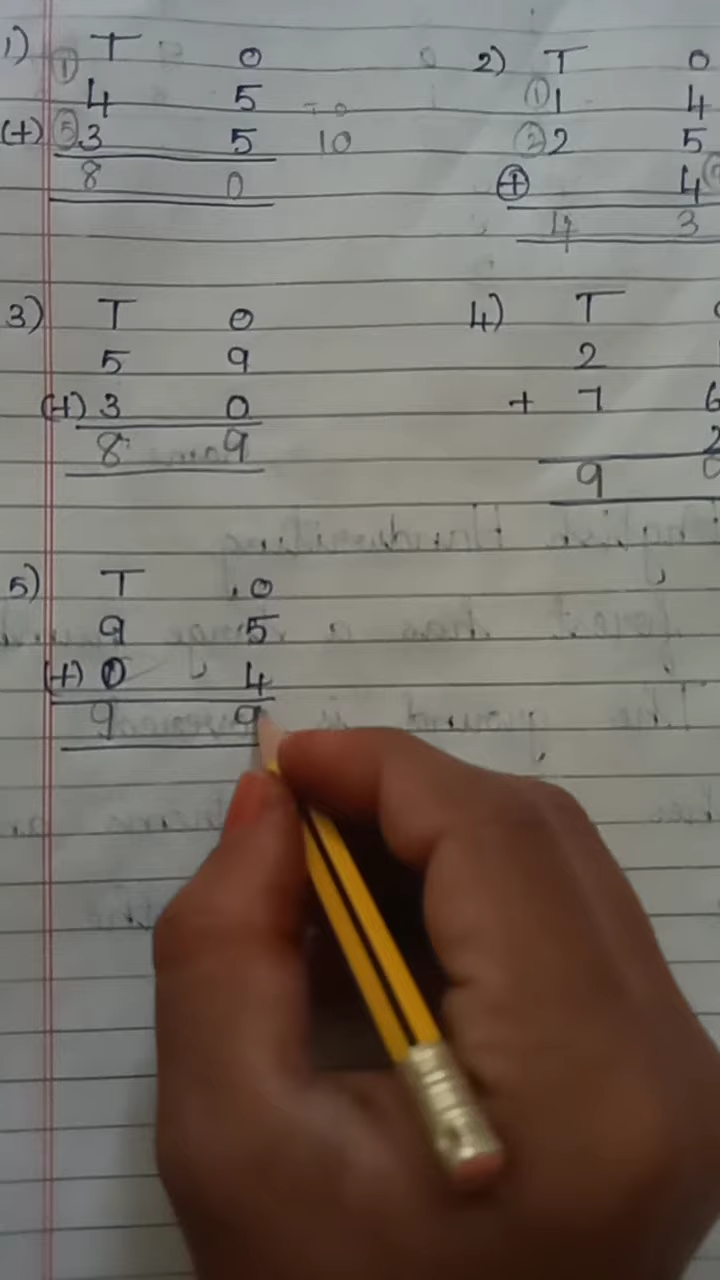 1) T O
① 4 5
(+) ⑤ 3 5 10
8 0
2) T O
① 1 4
② 2 5
+ 4
4 3
3) T O
5 9
(+) 3 0
8 9
4) T
2
+ 7 6
2
9
5) T O
9 5
(+) 0 4
9 9